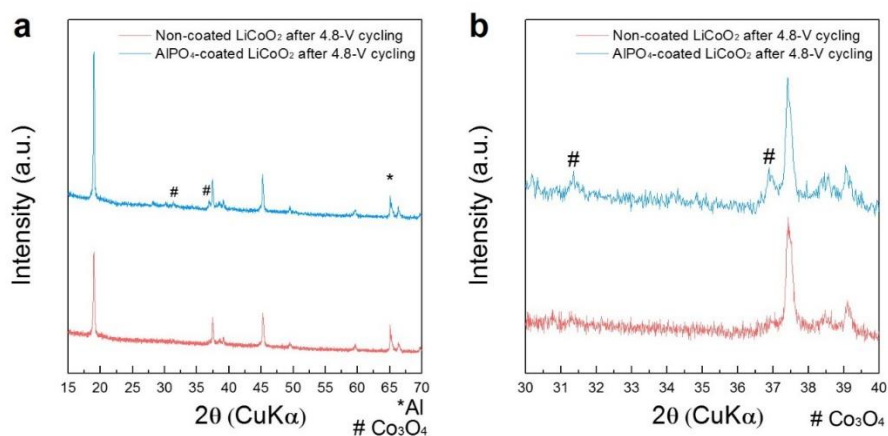 a
Non-coated LiCoO₂ after 4.8-V cycling
AlPO₄-coated LiCoO₂ after 4.8-V cycling
Intensity (a.u.)
#
#
*
15 20 25 30 35 40 45 50 55 60 65 70
2θ (CuKα)
*Al
# Co₃O₄
b
Non-coated LiCoO₂ after 4.8-V cycling
AlPO₄-coated LiCoO₂ after 4.8-V cycling
Intensity (a.u.)
#
#
30 31 32 33 34 35 36 37 38 39 40
2θ (CuKα)
# Co₃O₄